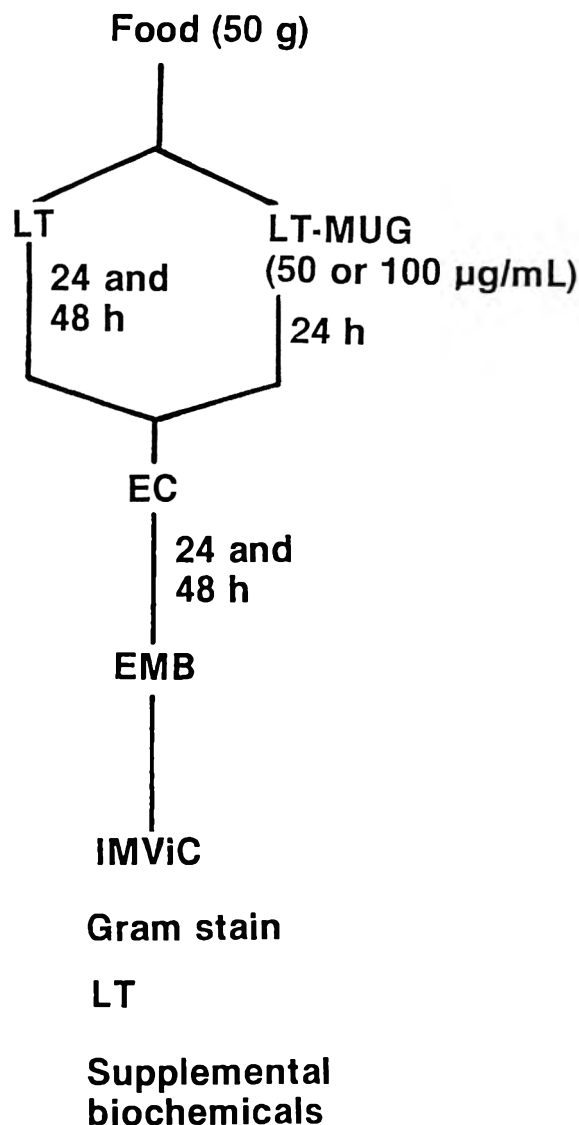 Food (50 g)
LT
LT-MUG
(50 or 100 µg/mL)
24 and
48 h
24 h
EC
24 and
48 h
EMB
IMViC
Gram stain
LT
Supplemental
biochemicals